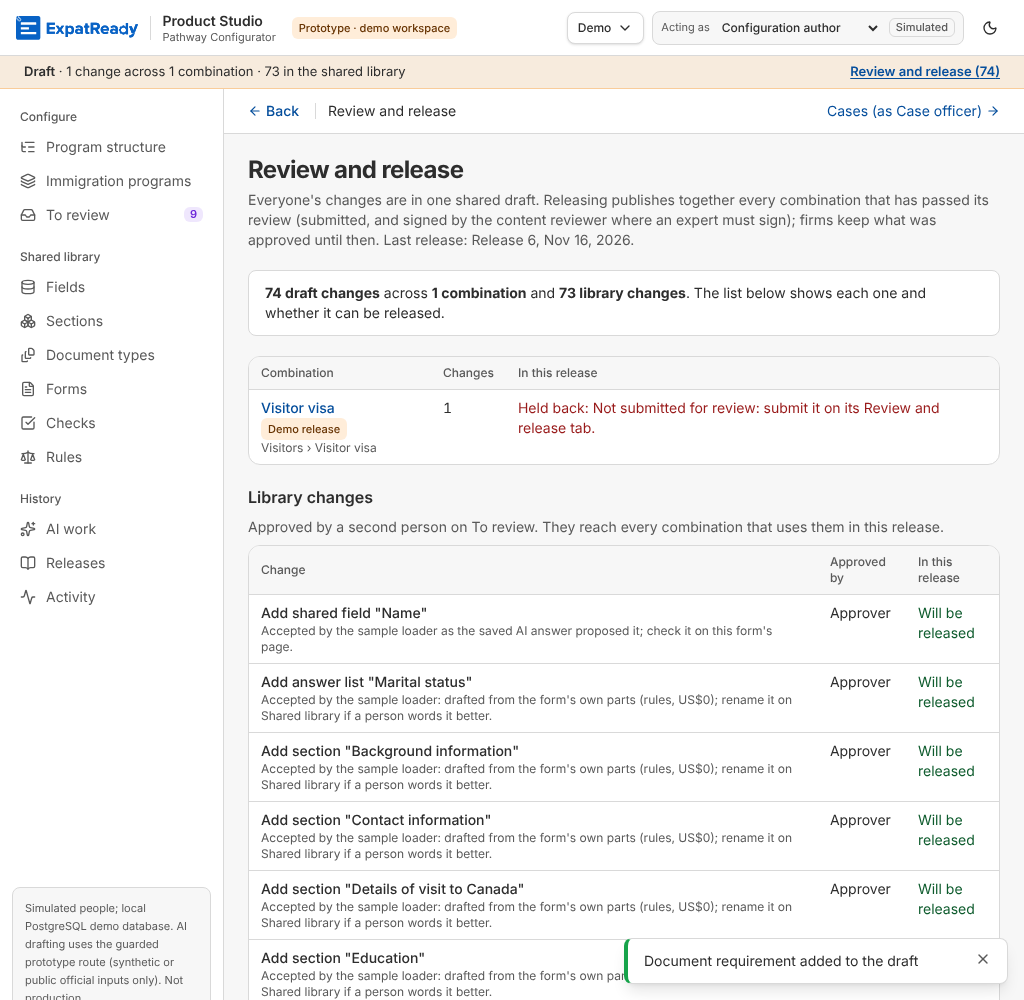 ExpatReady
Product Studio
Pathway Configurator
Prototype · demo workspace
Demo
Acting as
Configuration author
Simulated
Draft · 1 change across 1 combination · 73 in the shared library
Review and release (74)
Configure
Program structure
Immigration programs
To review
9
Shared library
Fields
Sections
Document types
Forms
Checks
Rules
History
AI work
Releases
Activity
Simulated people; local
PostgreSQL demo database. AI
drafting uses the guarded
prototype route (synthetic or
public official inputs only). Not
production
← Back
Review and release
Cases (as Case officer) →
Review and release
Everyone's changes are in one shared draft. Releasing publishes together every combination that has passed its
review (submitted, and signed by the content reviewer where an expert must sign); firms keep what was
approved until then. Last release: Release 6, Nov 16, 2026.
74 draft changes across 1 combination and 73 library changes. The list below shows each one and
whether it can be released.
Combination
Changes
In this release
Visitor visa
Demo release
Visitors › Visitor visa
1
Held back: Not submitted for review: submit it on its Review and
release tab.
Library changes
Approved by a second person on To review. They reach every combination that uses them in this release.
Change
Approved
by
In this
release
Add shared field "Name"
Accepted by the sample loader as the saved AI answer proposed it; check it on this form's
page.
Approver
Will be
released
Add answer list "Marital status"
Accepted by the sample loader: drafted from the form's own parts (rules, US$0); rename it on
Shared library if a person words it better.
Approver
Will be
released
Add section "Background information"
Accepted by the sample loader: drafted from the form's own parts (rules, US$0); rename it on
Shared library if a person words it better.
Approver
Will be
released
Add section "Contact information"
Accepted by the sample loader: drafted from the form's own parts (rules, US$0); rename it on
Shared library if a person words it better.
Approver
Will be
released
Add section "Details of visit to Canada"
Accepted by the sample loader: drafted from the form's own parts (rules, US$0); rename it on
Shared library if a person words it better.
Approver
Will be
released
Add section "Education"
Accepted by the sample loader: drafted from the form's own
Shared library if a person words it better.
Document requirement added to the draft